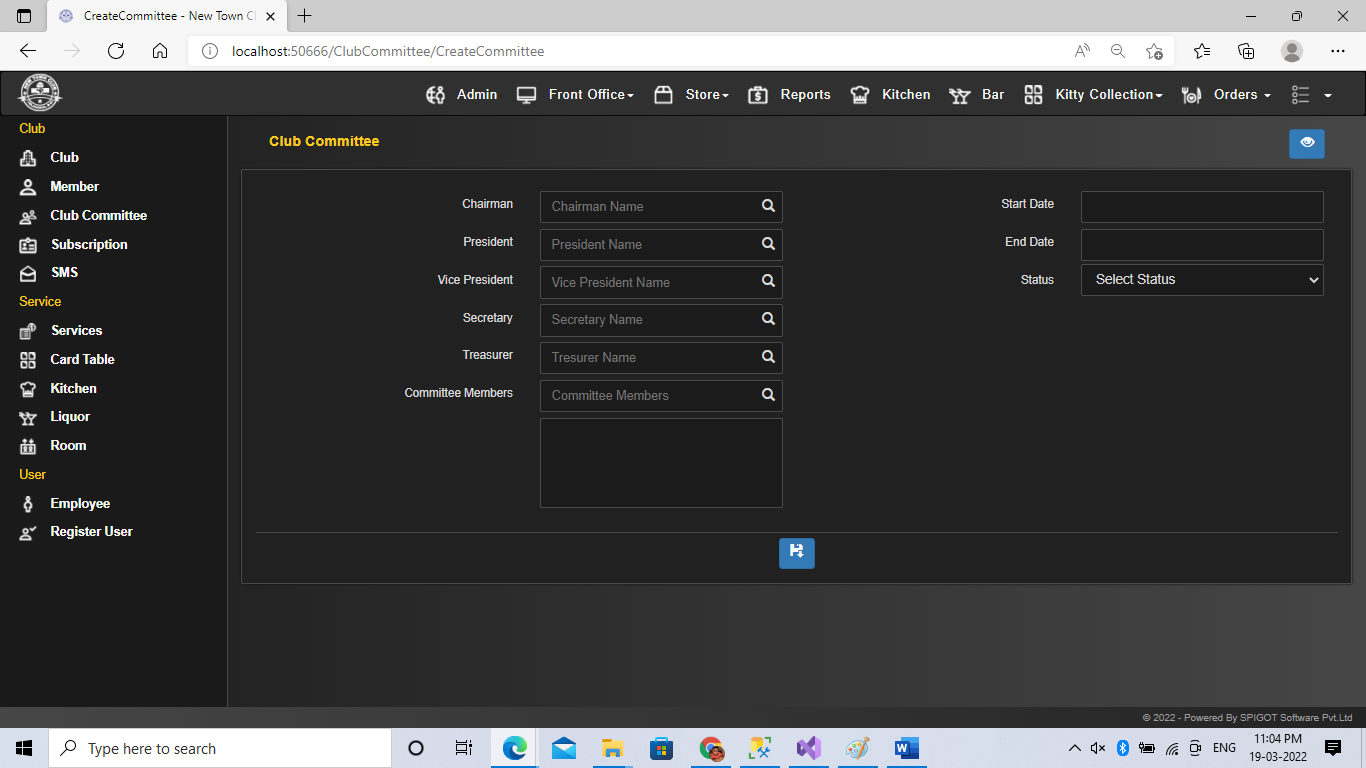 CreateCommittee - New Town Cl
localhost:50666/ClubCommittee/CreateCommittee
Admin Front Office Store Reports Kitchen Bar Kitty Collection Orders
Club
Club
Member
Club Committee
Subscription
SMS
Service
Services
Card Table
Kitchen
Liquor
Room
User
Employee
Register User
Club Committee
Chairman Chairman Name Start Date
President President Name End Date
Vice President Vice President Name Status Select Status
Secretary Secretary Name
Treasurer Tresurer Name
Committee Members Committee Members
© 2022 - Powered By SPIGOT Software Pvt.Ltd
Type here to search
ENG
11:04 PM
19-03-2022